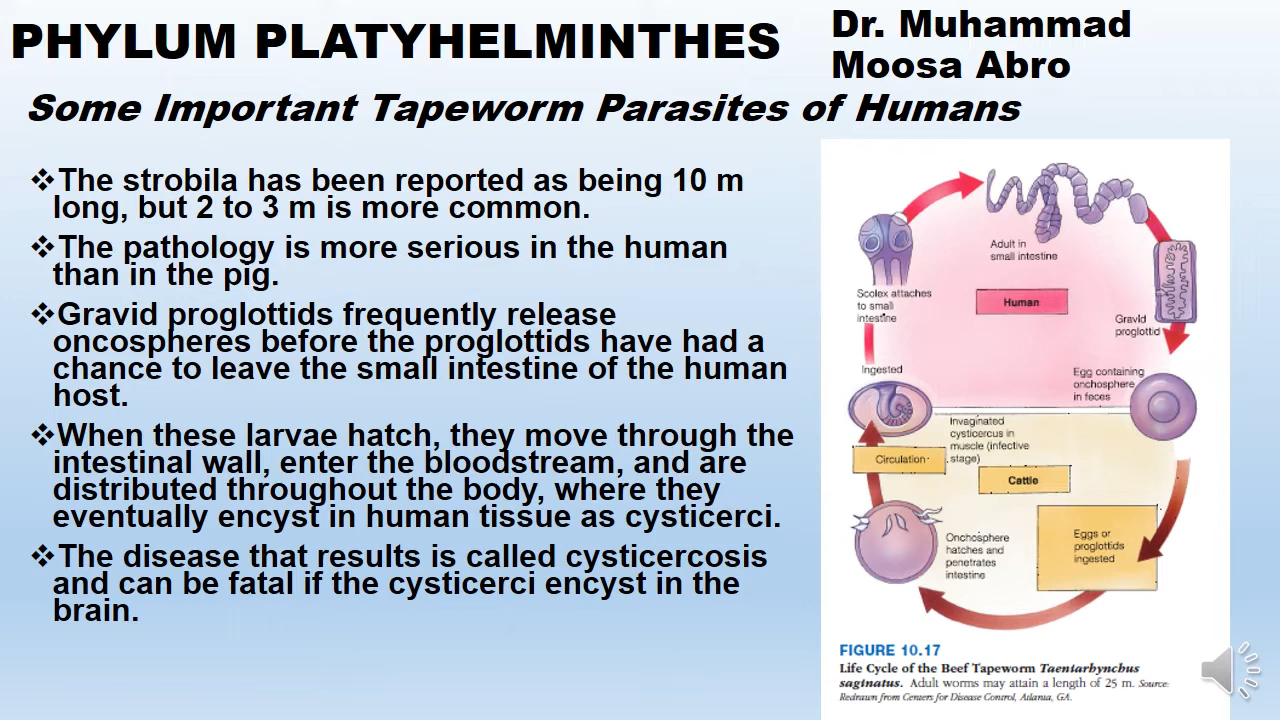 PHYLUM PLATYHELMINTHES
Dr. Muhammad
Moosa Abro
Some Important Tapeworm Parasites of Humans
❖The strobila has been reported as being 10 m
long, but 2 to 3 m is more common.
❖The pathology is more serious in the human
than in the pig.
❖Gravid proglottids frequently release
oncospheres before the proglottids have had a
chance to leave the small intestine of the human
host.
❖When these larvae hatch, they move through the
intestinal wall, enter the bloodstream, and are
distributed throughout the body, where they
eventually encyst in human tissue as cysticerci.
❖The disease that results is called cysticercosis
and can be fatal if the cysticerci encyst in the
brain.
Adult in
small intestine
Scolex attaches
to small
intestine
Human
Gravid
proglottid
Ingested
Egg containing
onchosphere
in feces
Invaginated
cysticercus in
muscle (infective
stage)
Circulation
Cattle
Onchosphere
hatches and
penetrates
intestine
Eggs or
proglottids
ingested
FIGURE 10.17
Life Cycle of the Beef Tapeworm Taeniarhynchus
saginatus. Adult worms may attain a length of 25 m. Source:
Redrawn from Centers for Disease Control, Atlanta, GA.